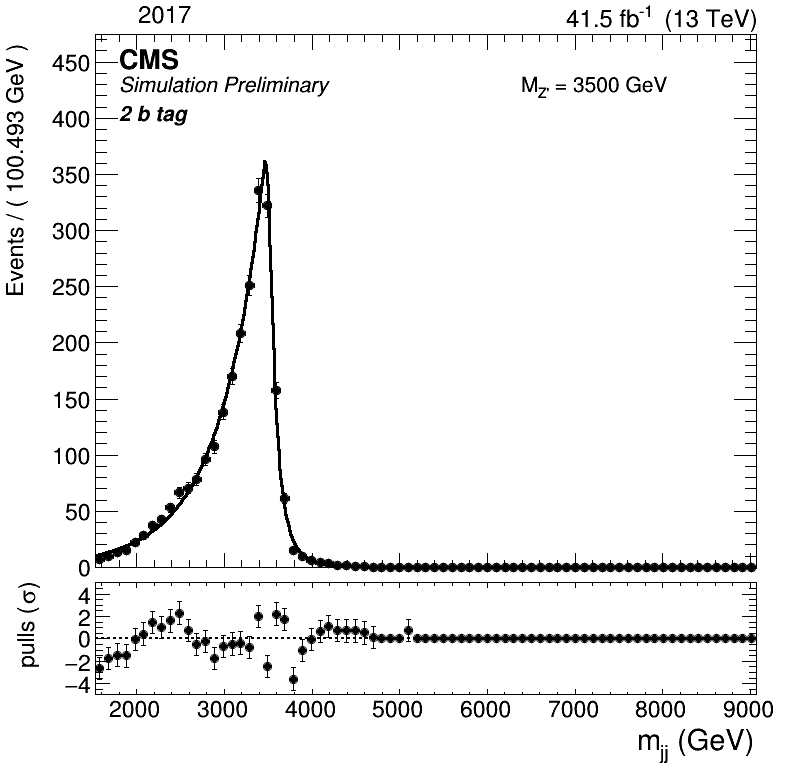 2017
41.5 fb⁻¹ (13 TeV)
CMS
Simulation Preliminary
2 b tag
M_Z' = 3500 GeV
Events / ( 100.493 GeV )
450
400
350
300
250
200
150
100
50
0
pulls (σ)
4
2
0
−2
−4
2000 3000 4000 5000 6000 7000 8000 9000
m_jj (GeV)